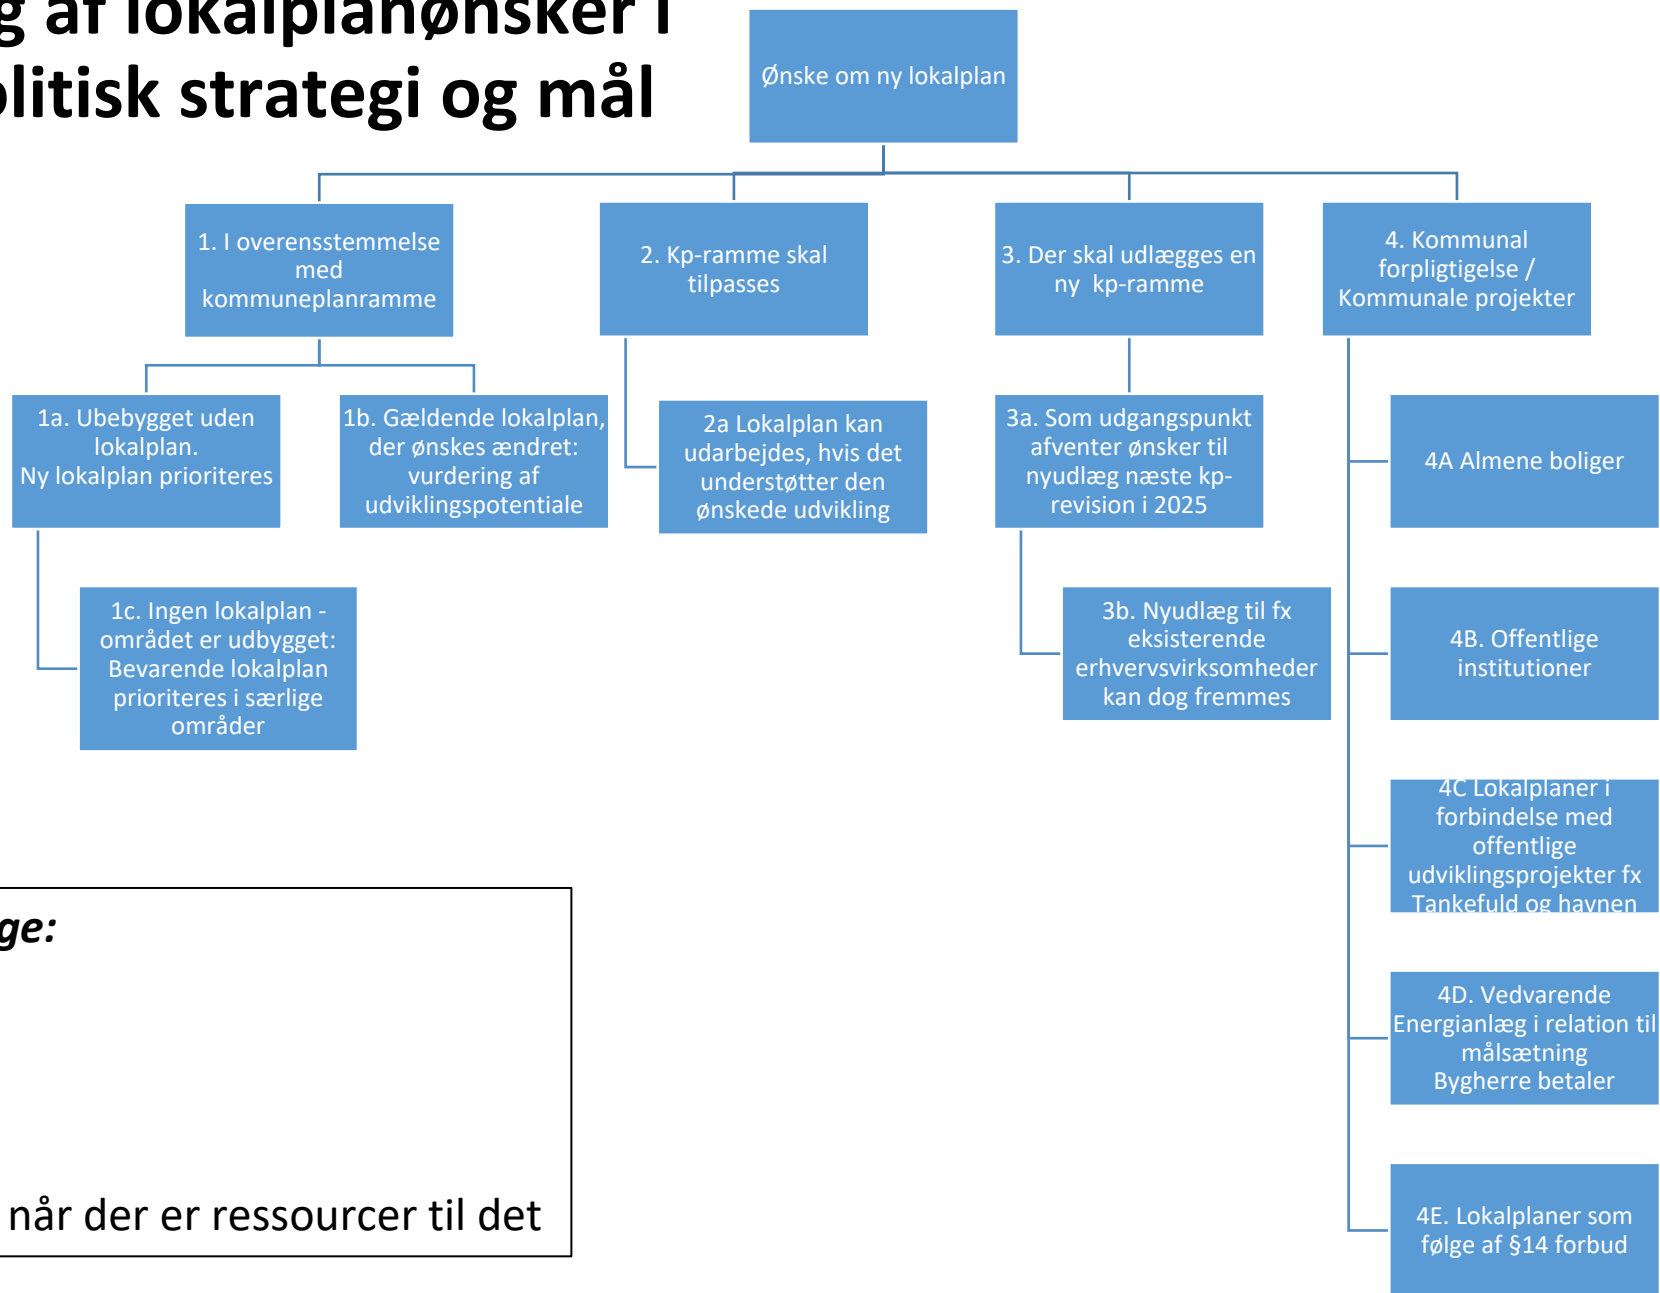 g af lokalplanønsker i
olitisk strategi og mål
Ønske om ny lokalplan
1. I overensstemmelse
med
kommuneplanramme
2. Kp-ramme skal
tilpasses
3. Der skal udlægges en
ny kp-ramme
4. Kommunal
forpligtigelse /
Kommunale projekter
1a. Ubebygget uden
lokalplan.
Ny lokalplan prioriteres
1b. Gældende lokalplan,
der ønskes ændret:
vurdering af
udviklingspotentiale
2a Lokalplan kan
udarbejdes, hvis det
understøtter den
ønskede udvikling
3a. Som udgangspunkt
afventer ønsker til
nyudlæg næste kp-
revision i 2025
4A Almene boliger
1c. Ingen lokalplan -
området er udbygget:
Bevarende lokalplan
prioriteres i særlige
områder
3b. Nyudlæg til fx
eksisterende
erhvervsvirksomheder
kan dog fremmes
4B. Offentlige
institutioner
4C Lokalplaner i
forbindelse med
offentlige
udviklingsprojekter fx
Tankefuld og havnen
4D. Vedvarende
Energianlæg i relation til
målsætning
Bygherre betaler
4E. Lokalplaner som
følge af §14 forbud
ge:
når der er ressourcer til det